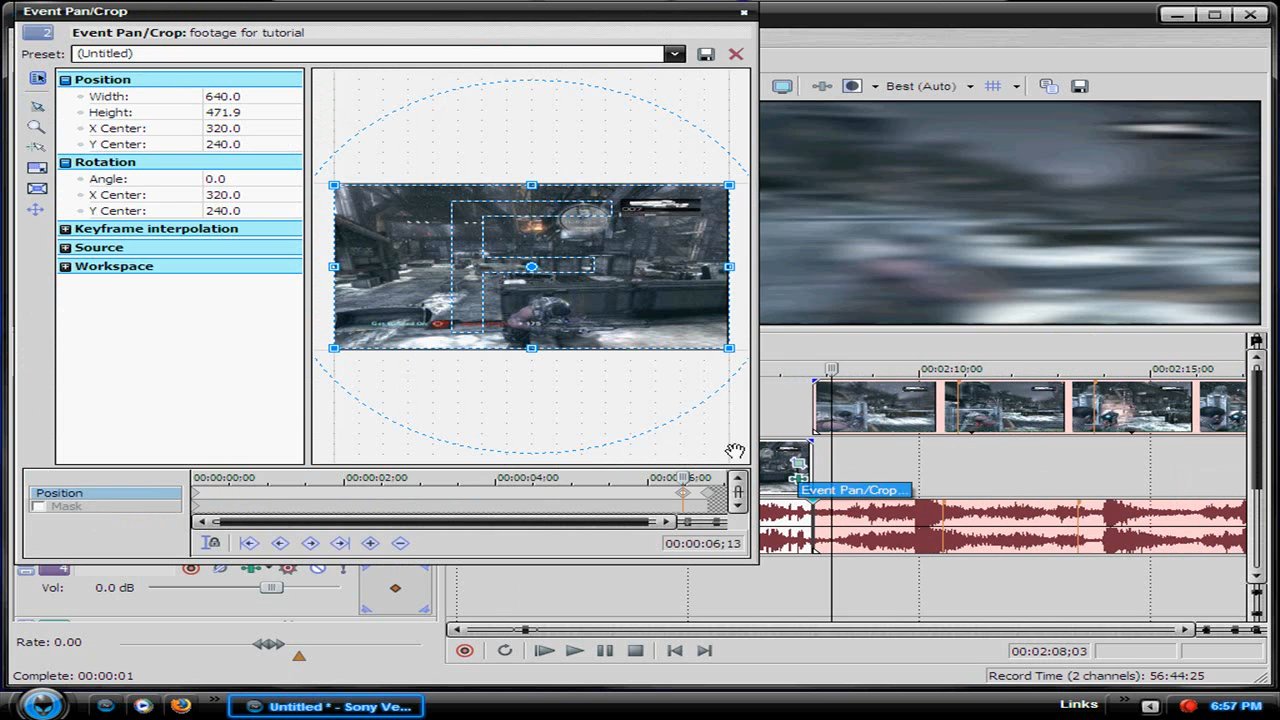 Event Pan/Crop
2 Event Pan/Crop: footage for tutorial
Preset: (Untitled)
Position
Width: 640.0
Height: 471.9
X Center: 320.0
Y Center: 240.0
Rotation
Angle: 0.0
X Center: 320.0
Y Center: 240.0
Keyframe interpolation
Source
Workspace
Best (Auto)
00:02:10;00 00:02:15;00
00:00:00;00 00:00:02;00 00:00:04;00
Position
Mask
Event Pan/Crop...
00:00:06;13
4
Vol: 0.0 dB
Rate: 0.00
00:02:08;03
Complete: 00:00:01
Record Time (2 channels): 56:44:25
Untitled * - Sony Ve...
Links
6:57 PM